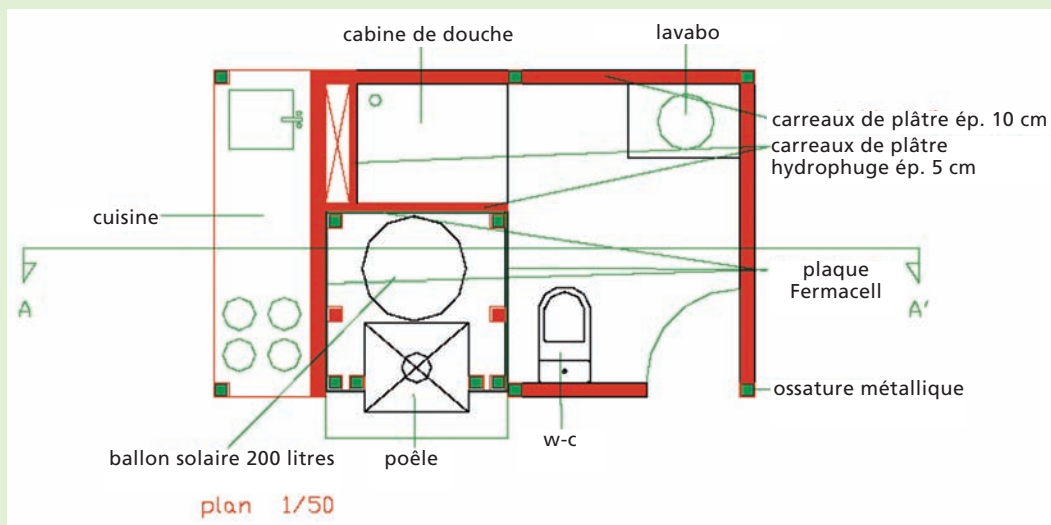 cabine de douche
lavabo
carreaux de plâtre ép. 10 cm
carreaux de plâtre
hydrophuge ép. 5 cm
cuisine
plaque
Fermacell
A
A'
ossature métallique
w-c
ballon solaire 200 litres
poêle
plan 1/50